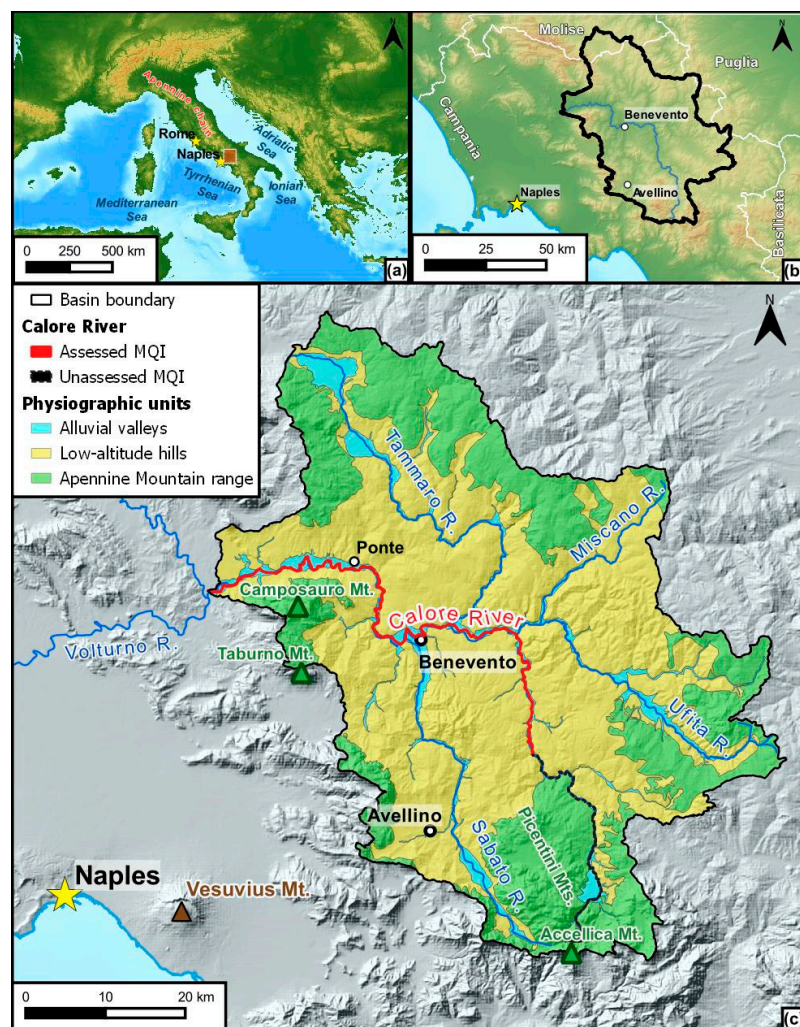 N
Apennine chain
Rome
Naples
Adriatic
Sea
Tyrrhenian
Sea
Ionian
Sea
Mediterranean
Sea
0 250 500 km
(a)
N
Molise
Puglia
Campania
Benevento
Avellino
Naples
Basilicata
0 25 50 km
(b)
Basin boundary
Calore River
Assessed MQI
Unassessed MQI
Physiographic units
Alluvial valleys
Low-altitude hills
Apennine Mountain range
N
Tammaro R.
Miscano R.
Ponte
Camposauro Mt.
Calore River
Volturno R.
Taburno Mt.
Benevento
Ufita R.
Avellino
Sabato R.
Picentini Mts.
Naples
Vesuvius Mt.
Accellica Mt.
0 10 20 km
(c)